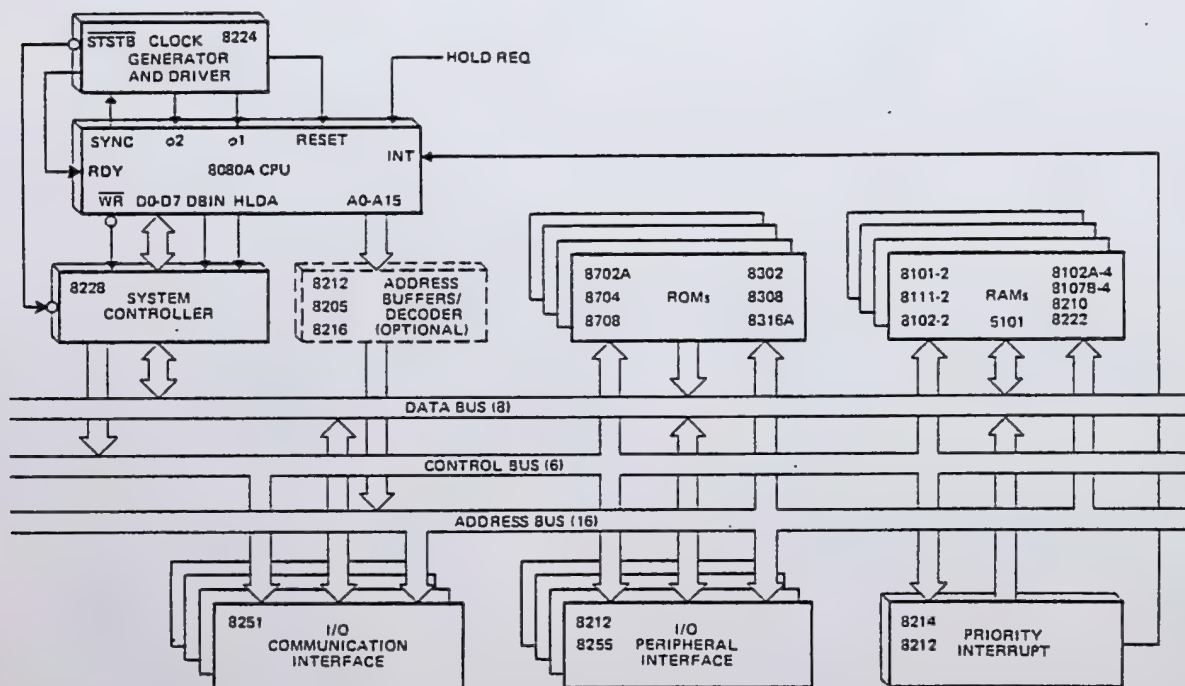 STSTB CLOCK 8224
GENERATOR
AND DRIVER
HOLD REQ
SYNC ø2 ø1 RESET
INT
RDY 8080A CPU
WR D0-D7 DBIN HLDA A0-A15
8228 SYSTEM
CONTROLLER
8212 ADDRESS
8205 BUFFERS/
DECODER
8216 (OPTIONAL)
8702A 8302
8704 ROMs 8308
8708 8316A
8101-2 8102A-4
8111-2 RAMs 8107B-4
8210
8102-2 5101 8222
DATA BUS (8)
CONTROL BUS (6)
ADDRESS BUS (16)
8251 I/O
COMMUNICATION
INTERFACE
8212 I/O
8255 PERIPHERAL
INTERFACE
8214 PRIORITY
8212 INTERRUPT